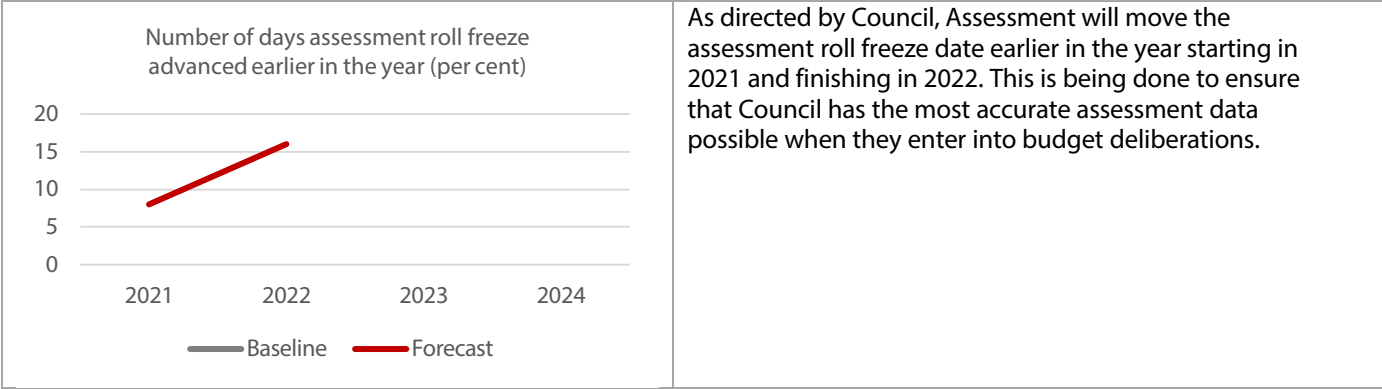 Number of days assessment roll freeze
advanced earlier in the year (per cent)
20
15
10
5
0
2021 2022 2023 2024
Baseline Forecast
As directed by Council, Assessment will move the
assessment roll freeze date earlier in the year starting in
2021 and finishing in 2022. This is being done to ensure
that Council has the most accurate assessment data
possible when they enter into budget deliberations.